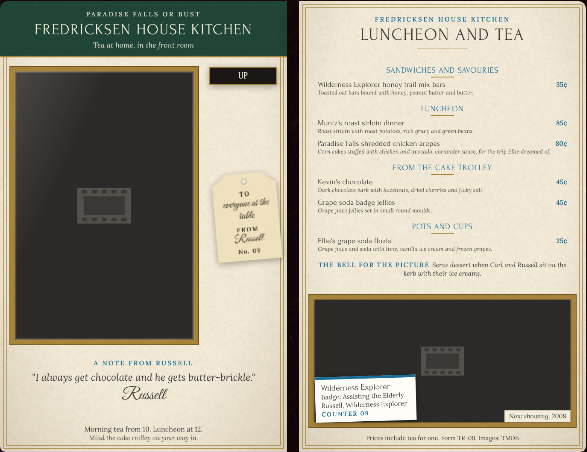 PARADISE FALLS OR BUST
FREDRICKSEN HOUSE KITCHEN
Tea at home, in the front room
UP
TO
everyone at the
table
FROM
Russell
No. 09
A NOTE FROM RUSSELL
"I always get chocolate and he gets butter-brickle."
Russell
Morning tea from 10. Luncheon at 12.
Mind the cake trolley on your way in.
FREDRICKSEN HOUSE KITCHEN
LUNCHEON AND TEA
SANDWICHES AND SAVOURIES
Wilderness Explorer honey trail mix bars 35¢
Toasted oat bars bound with honey, peanut butter and butter.
LUNCHEON
Muntz's roast sirloin dinner 85¢
Roast sirloin with roast potatoes, rich gravy and green beans.
Paradise Falls shredded chicken arepas 80¢
Corn cakes stuffed with chicken and avocado, coriander sauce, for the trip Ellie dreamed of.
FROM THE CAKE TROLLEY
Kevin's chocolate 45¢
Dark chocolate bark with hazelnuts, dried cherries and flaky salt.
Grape soda badge jellies 45¢
Grape juice jellies set in small round moulds.
POTS AND CUPS
Ellie's grape soda floats 25¢
Grape juice and soda with lime, vanilla ice cream and frozen grapes.
THE BELL FOR THE PICTURE Serve dessert when Carl and Russell sit on the
kerb with their ice creams.
Wilderness Explorer
Badge: Assisting the Elderly
Russell, Wilderness Explorer
COUNTER 09
Now showing, 2009
Prices include tea for one. Form TR-09. Images: TMDb